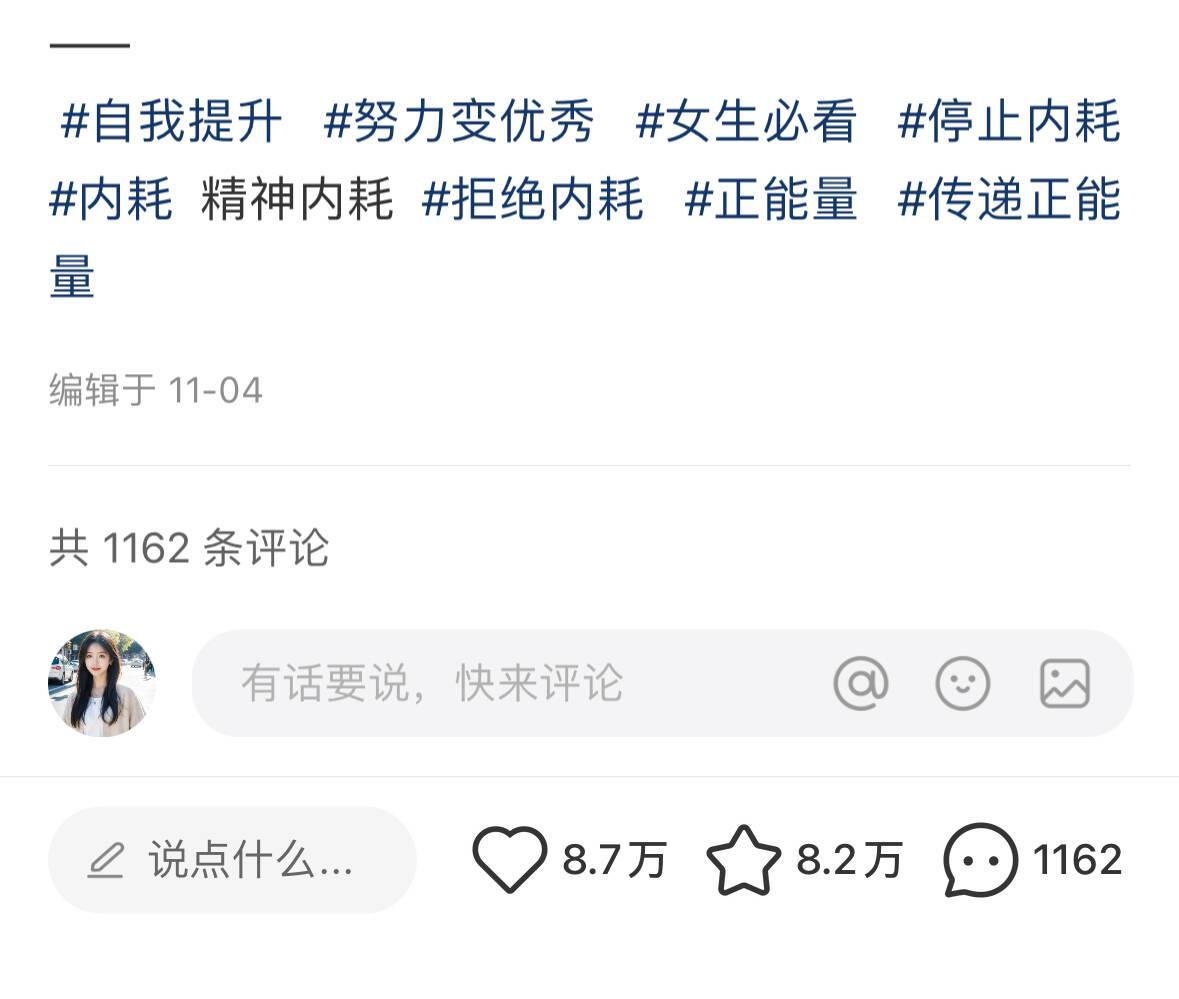 #自我提升 #努力变优秀 #女生必看 #停止内耗
#内耗 精神内耗 #拒绝内耗 #正能量 #传递正能
量
编辑于 11-04
共 1162 条评论
有话要说，快来评论
说点什么... 8.7万 8.2万 1162